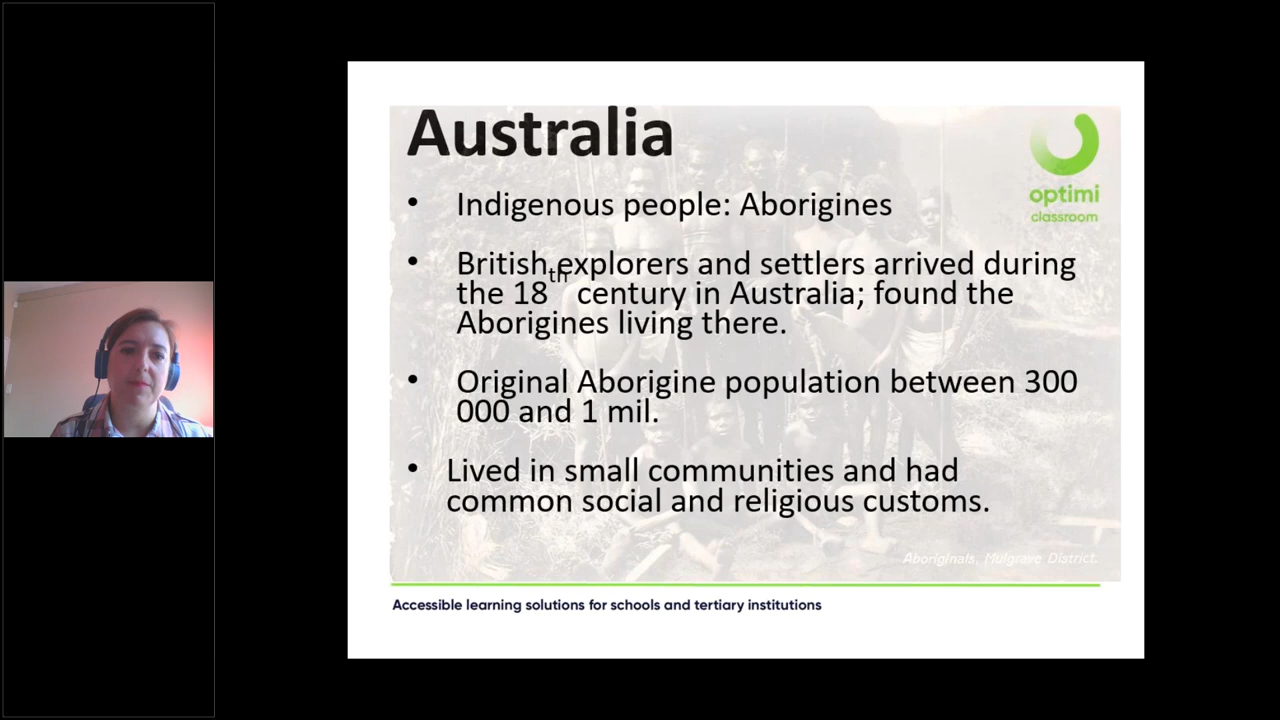 Australia
optimi
classroom
• Indigenous people: Aborigines
• British explorers and settlers arrived during
the 18th century in Australia; found the
Aborigines living there.
• Original Aborigine population between 300
000 and 1 mil.
• Lived in small communities and had
common social and religious customs.
Aboriginals, Mulgrave District.
Accessible learning solutions for schools and tertiary institutions